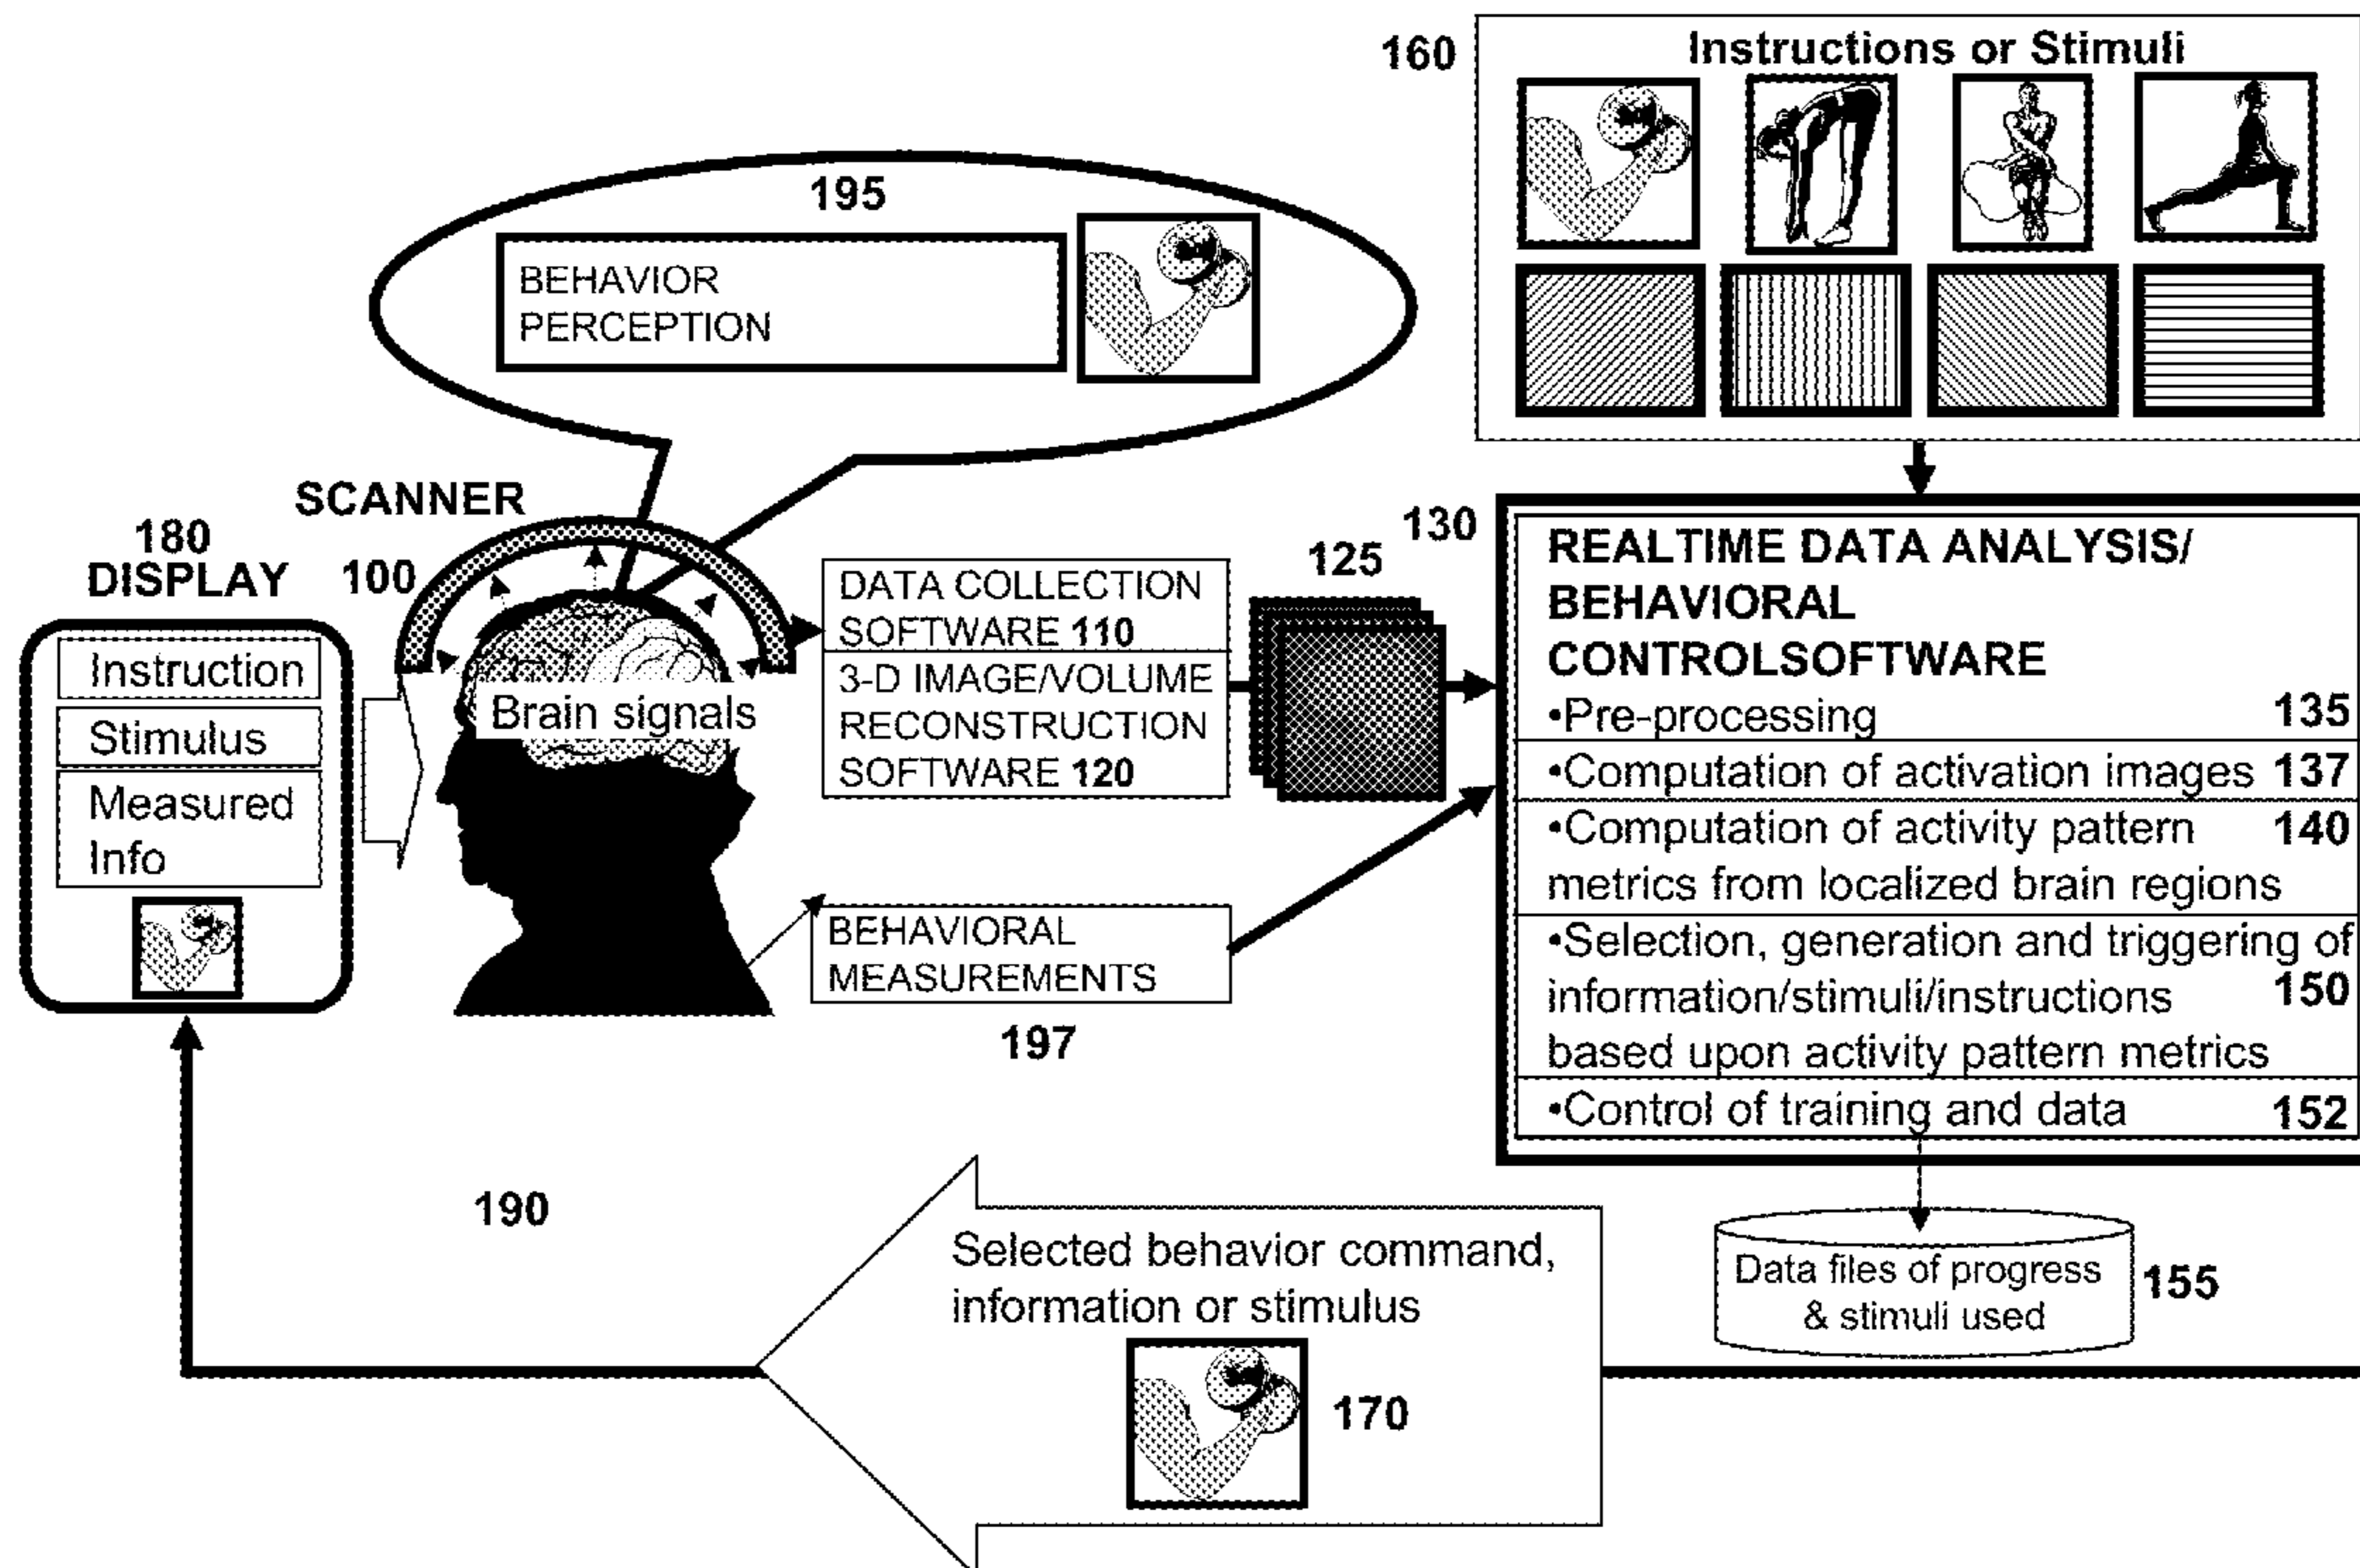 160
Instructions or Stimuli
195
BEHAVIOR
PERCEPTION
SCANNER
180
DISPLAY
100
Instruction
Stimulus
Measured
Info
Brain signals
DATA COLLECTION
SOFTWARE 110
3-D IMAGE/VOLUME
RECONSTRUCTION
SOFTWARE 120
125
BEHAVIORAL
MEASUREMENTS
197
130
REALTIME DATA ANALYSIS/
BEHAVIORAL
CONTROLSOFTWARE
•Pre-processing 135
•Computation of activation images 137
•Computation of activity pattern 140
metrics from localized brain regions
•Selection, generation and triggering of
information/stimuli/instructions 150
based upon activity pattern metrics
•Control of training and data 152
190
Selected behavior command,
information or stimulus
170
Data files of progress
& stimuli used
155